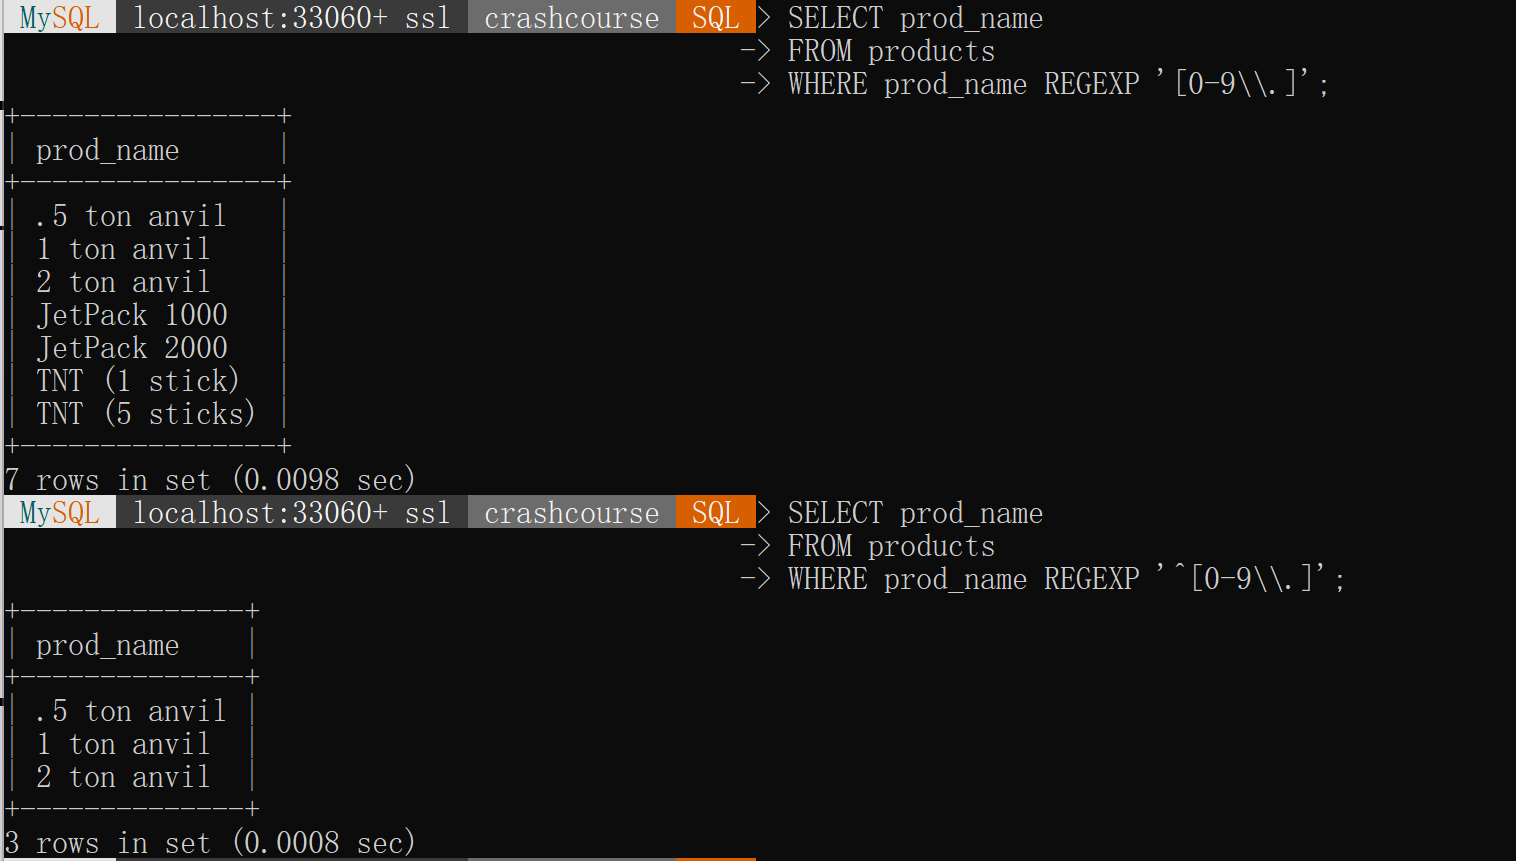 MySQL localhost:33060+ ssl crashcourse SQL > SELECT prod_name
-> FROM products
-> WHERE prod_name REGEXP '[0-9\\.]';
+----------------+
| prod_name      |
+----------------+
| .5 ton anvil   |
| 1 ton anvil    |
| 2 ton anvil    |
| JetPack 1000   |
| JetPack 2000   |
| TNT (1 stick)  |
| TNT (5 sticks) |
+----------------+
7 rows in set (0.0098 sec)
MySQL localhost:33060+ ssl crashcourse SQL > SELECT prod_name
-> FROM products
-> WHERE prod_name REGEXP '^[0-9\\.]';
+--------------+
| prod_name    |
+--------------+
| .5 ton anvil |
| 1 ton anvil  |
| 2 ton anvil  |
+--------------+
3 rows in set (0.0008 sec)